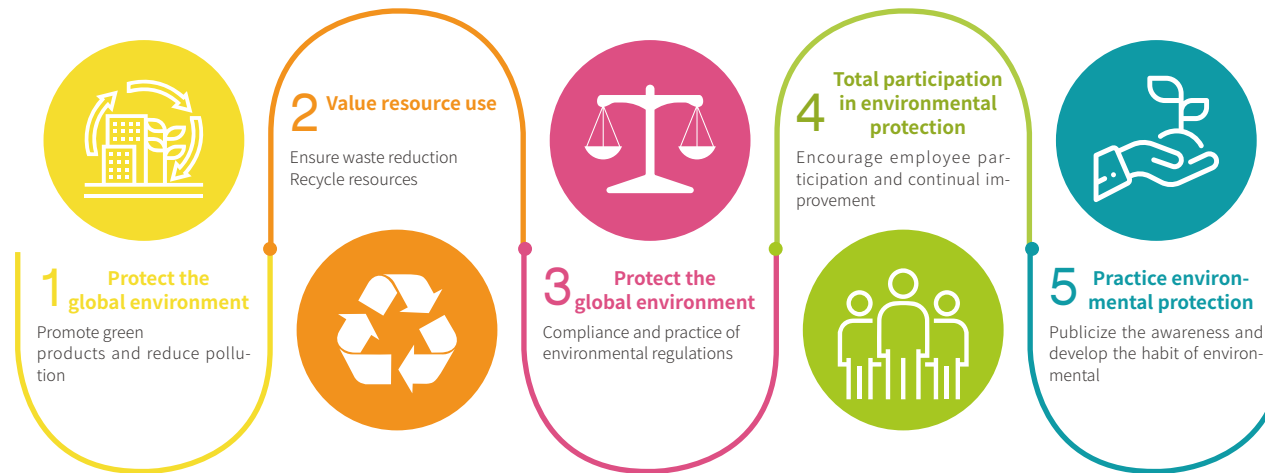 1 Protect the
global environment
Promote green
products and reduce pollu-
tion
2 Value resource use
Ensure waste reduction
Recycle resources
3 Protect the
global environment
Compliance and practice of
environmental regulations
4 Total participation
in environmental
protection
Encourage employee par-
ticipation and continual im-
provement
5 Practice environ-
mental protection
Publicize the awareness and
develop the habit of environ-
mental